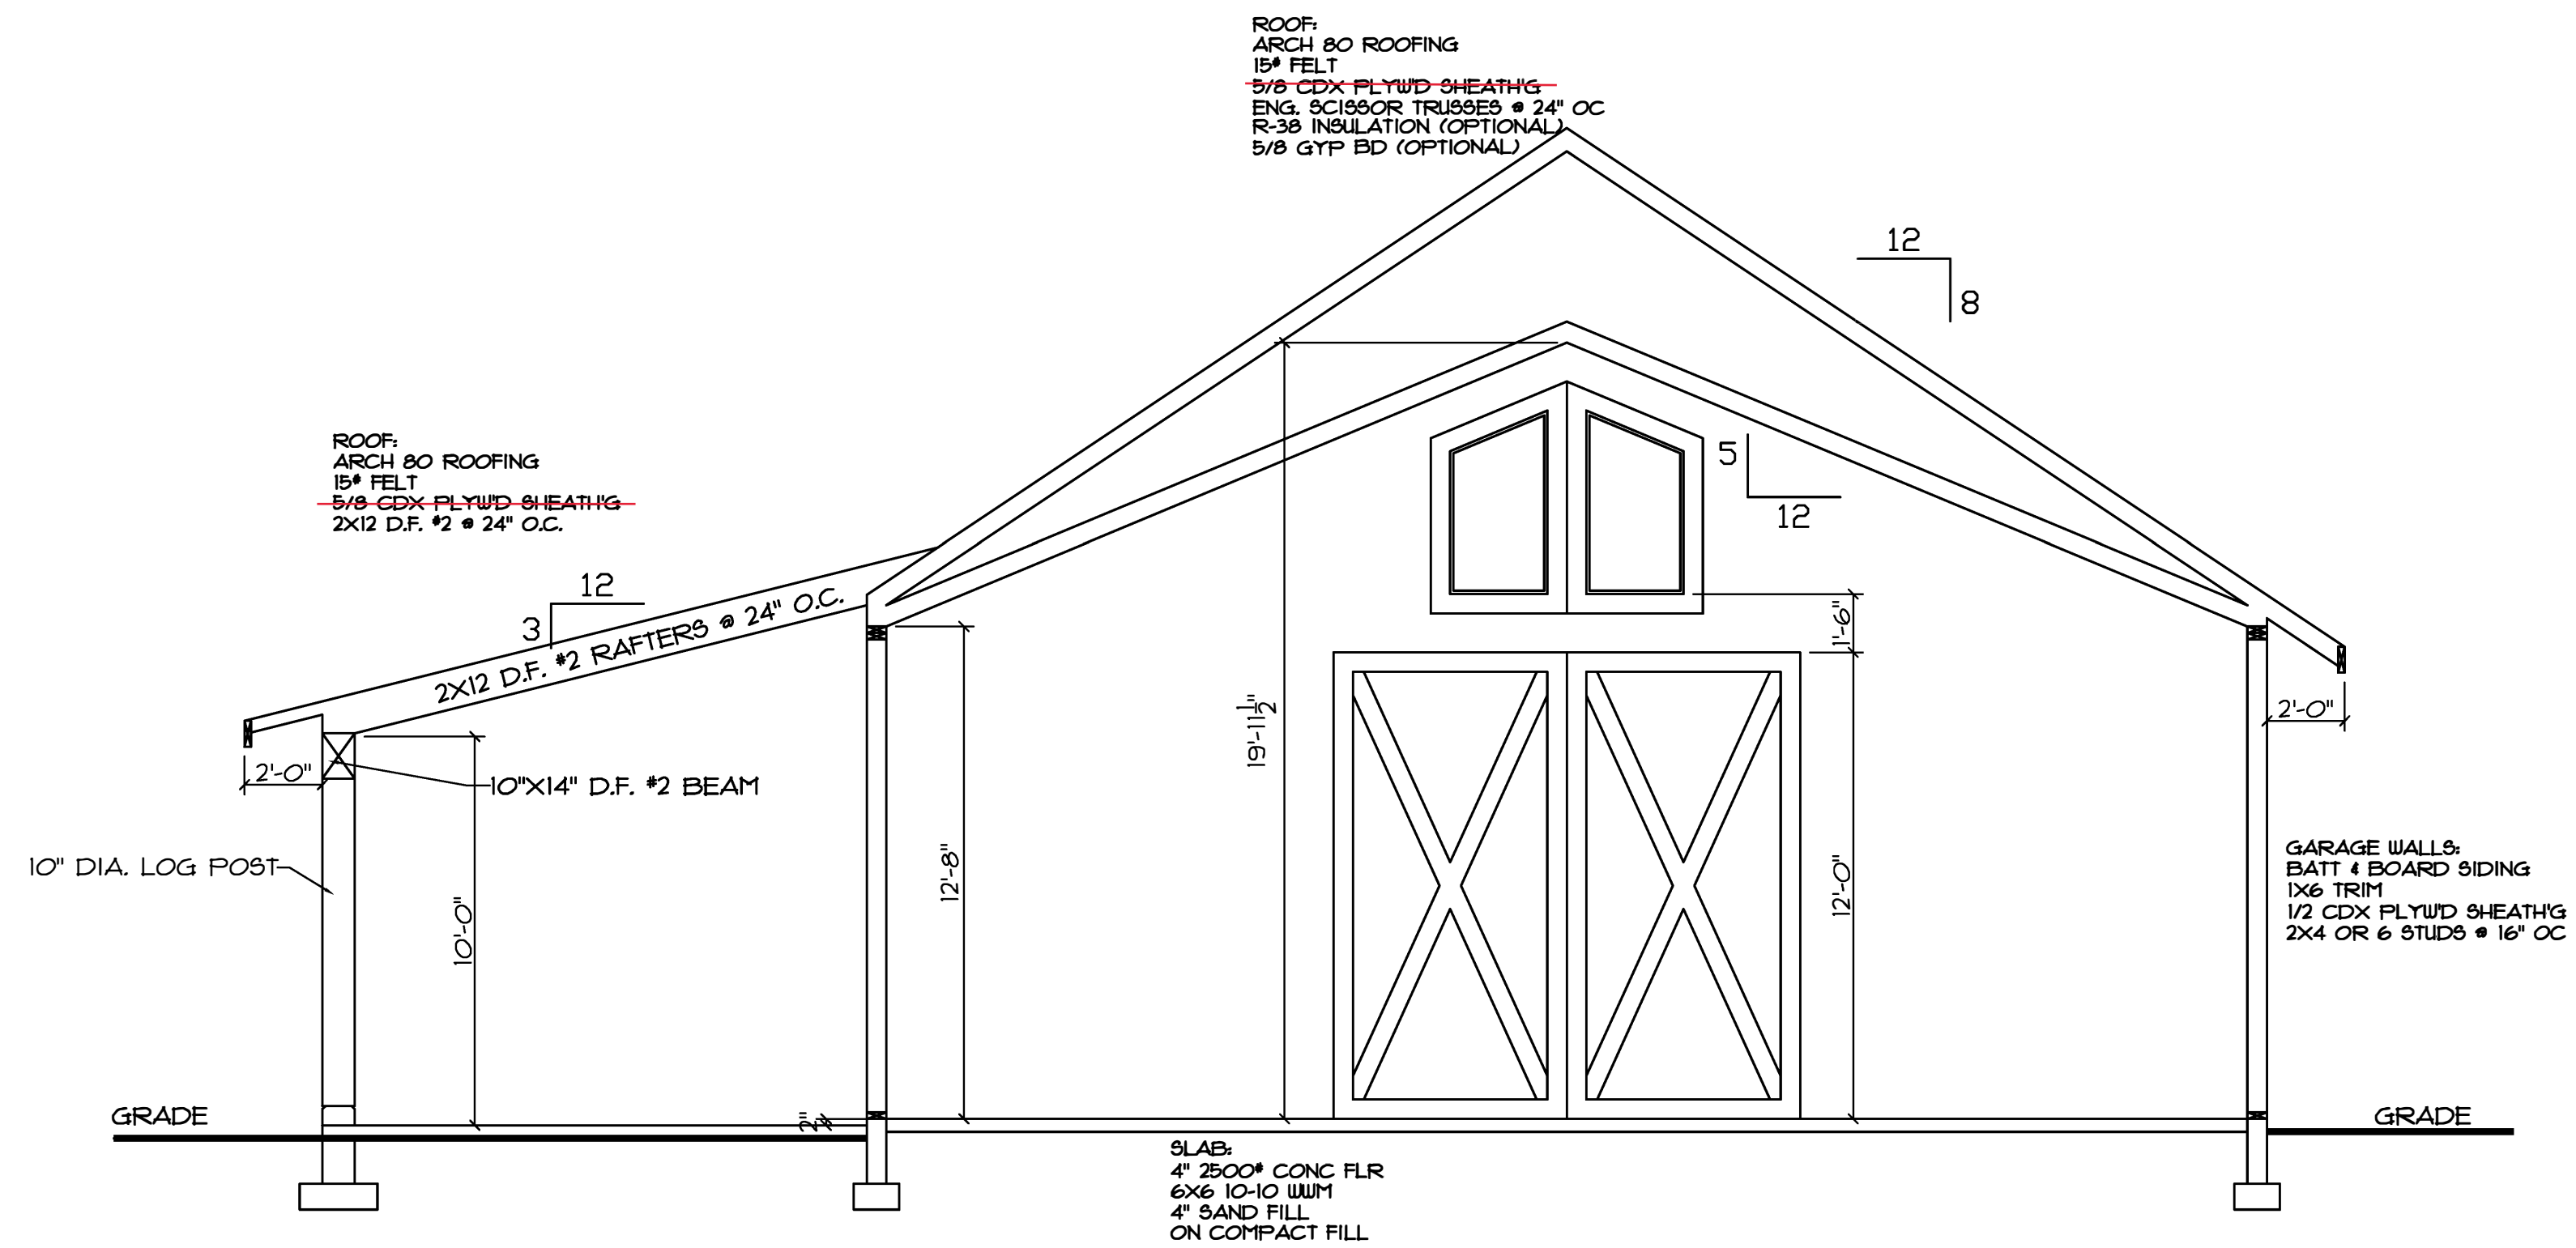 ROOF:
ARCH 80 ROOFING
15# FELT
5/8 CDX PLYW'D SHEATH'G
ENG. SCISSOR TRUSSES @ 24" OC
R-38 INSULATION (OPTIONAL)
5/8 GYP BD (OPTIONAL)
12
8
ROOF:
ARCH 80 ROOFING
15# FELT
5/8 CDX PLYW'D SHEATH'G
2X12 D.F. #2 @ 24" O.C.
12
3
2X12 D.F. #2 RAFTERS @ 24" O.C.
5
12
1'-6"
2'-0"
19'-11 1/2"
2'-0"
10"X14" D.F. #2 BEAM
10" DIA. LOG POST
10'-0"
12'-8"
12'-0"
GARAGE WALLS:
BATT & BOARD SIDING
1X6 TRIM
1/2 CDX PLYW'D SHEATH'G
2X4 OR 6 STUDS @ 16" OC
GRADE
2"
GRADE
SLAB:
4" 2500# CONC FLR
6X6 10-10 WWM
4" SAND FILL
ON COMPACT FILL